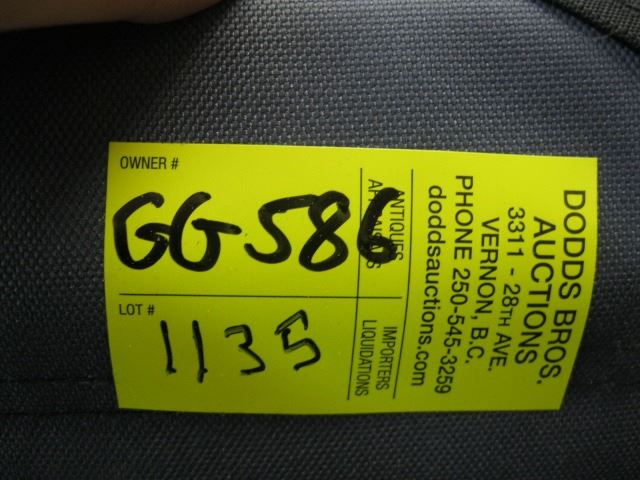 OWNER #
GG586
LOT #
1135
ANTIQUES
APPRAISALS
IMPORTERS
LIQUIDATIONS
DODDS BROS.
AUCTIONS
3311 - 28TH AVE.
VERNON, B.C.
PHONE 250-545-3259
doddsauctions.com